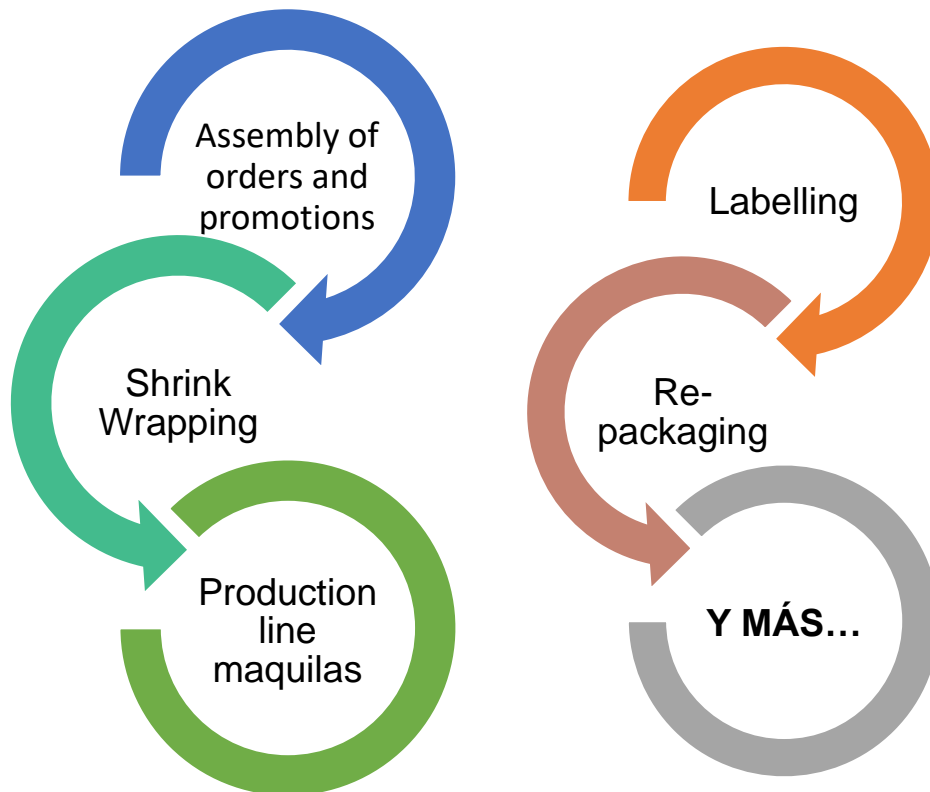 Assembly of
orders and
promotions
Shrink
Wrapping
Production
line
maquilas
Labelling
Re-
packaging
Y MÁS…